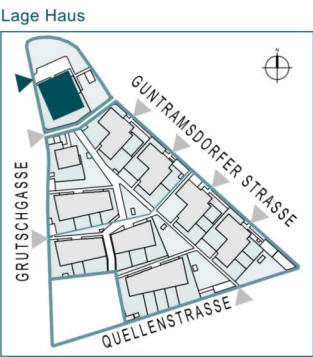 Lage Haus
N
GUNTRAMSDORFER STRASSE
GRUTSCHGASSE
QUELLENSTRASSE